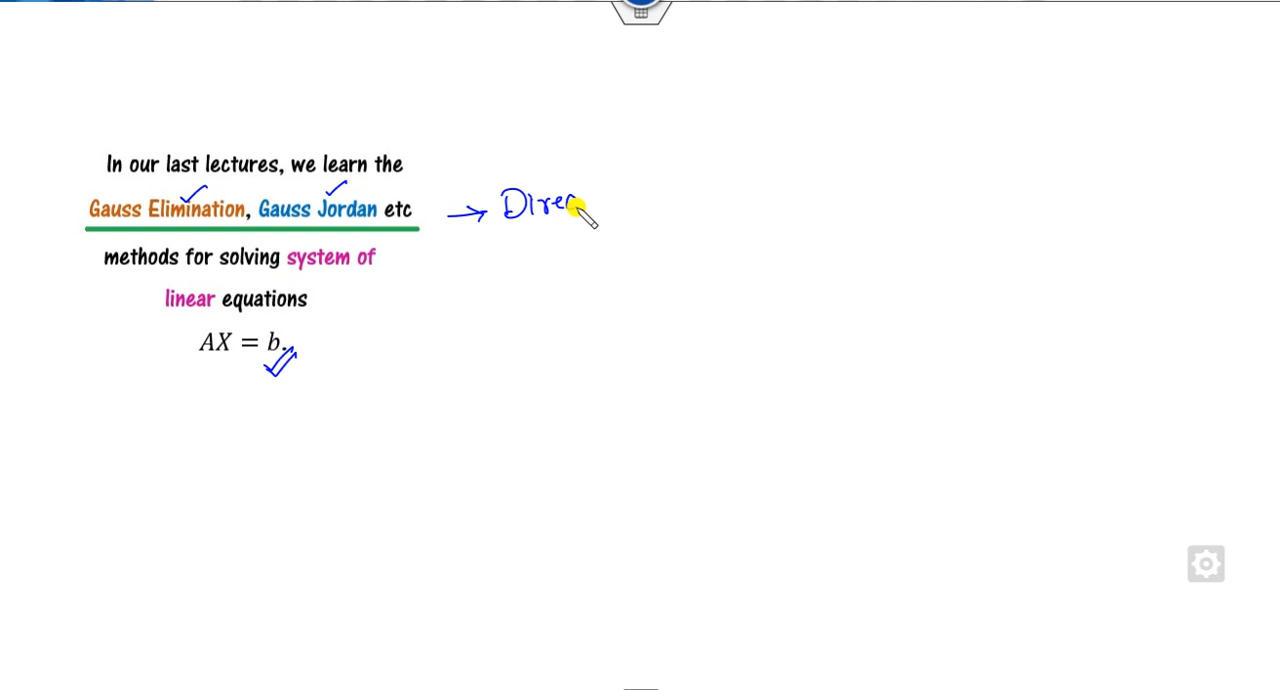 In our last lectures, we learn the
Gauss Elimination, Gauss Jordan etc → Direc
methods for solving system of
linear equations
AX = b.